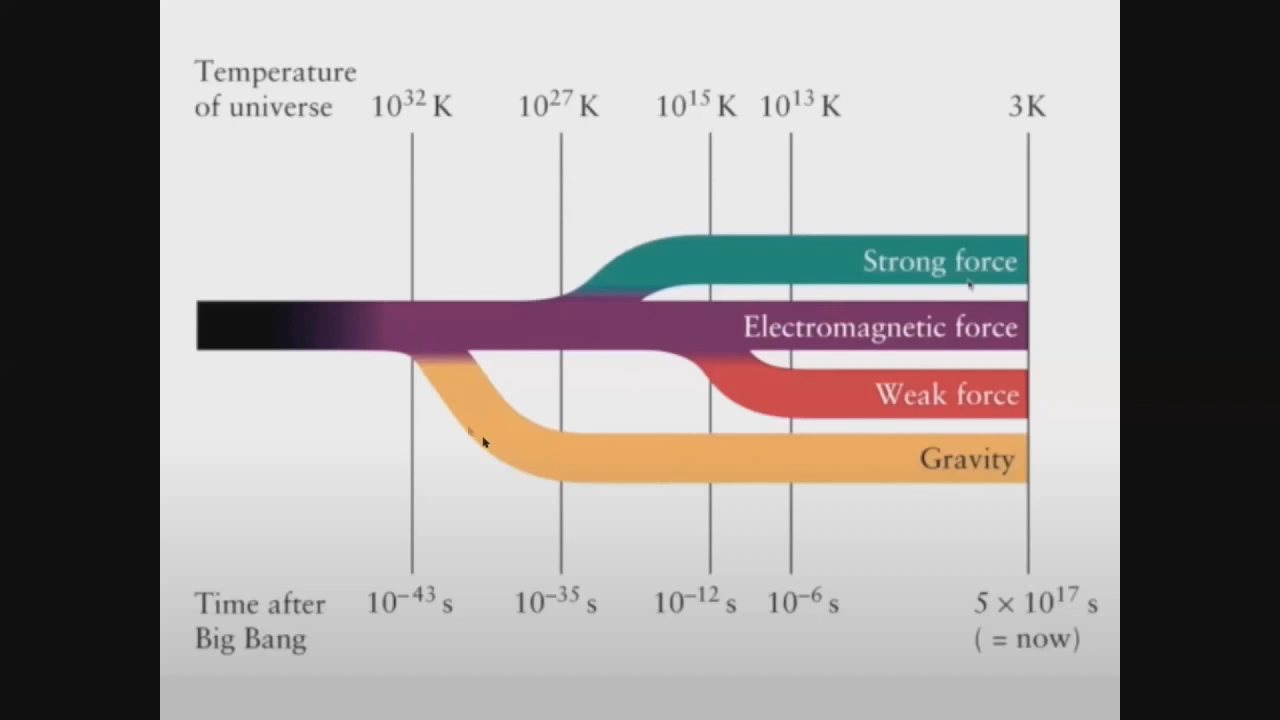 Temperature
of universe
10³² K
10²⁷ K
10¹⁵ K
10¹³ K
3K
Strong force
Electromagnetic force
Weak force
Gravity
Time after
Big Bang
10⁻⁴³ s
10⁻³⁵ s
10⁻¹² s
10⁻⁶ s
5 × 10¹⁷ s
( = now)